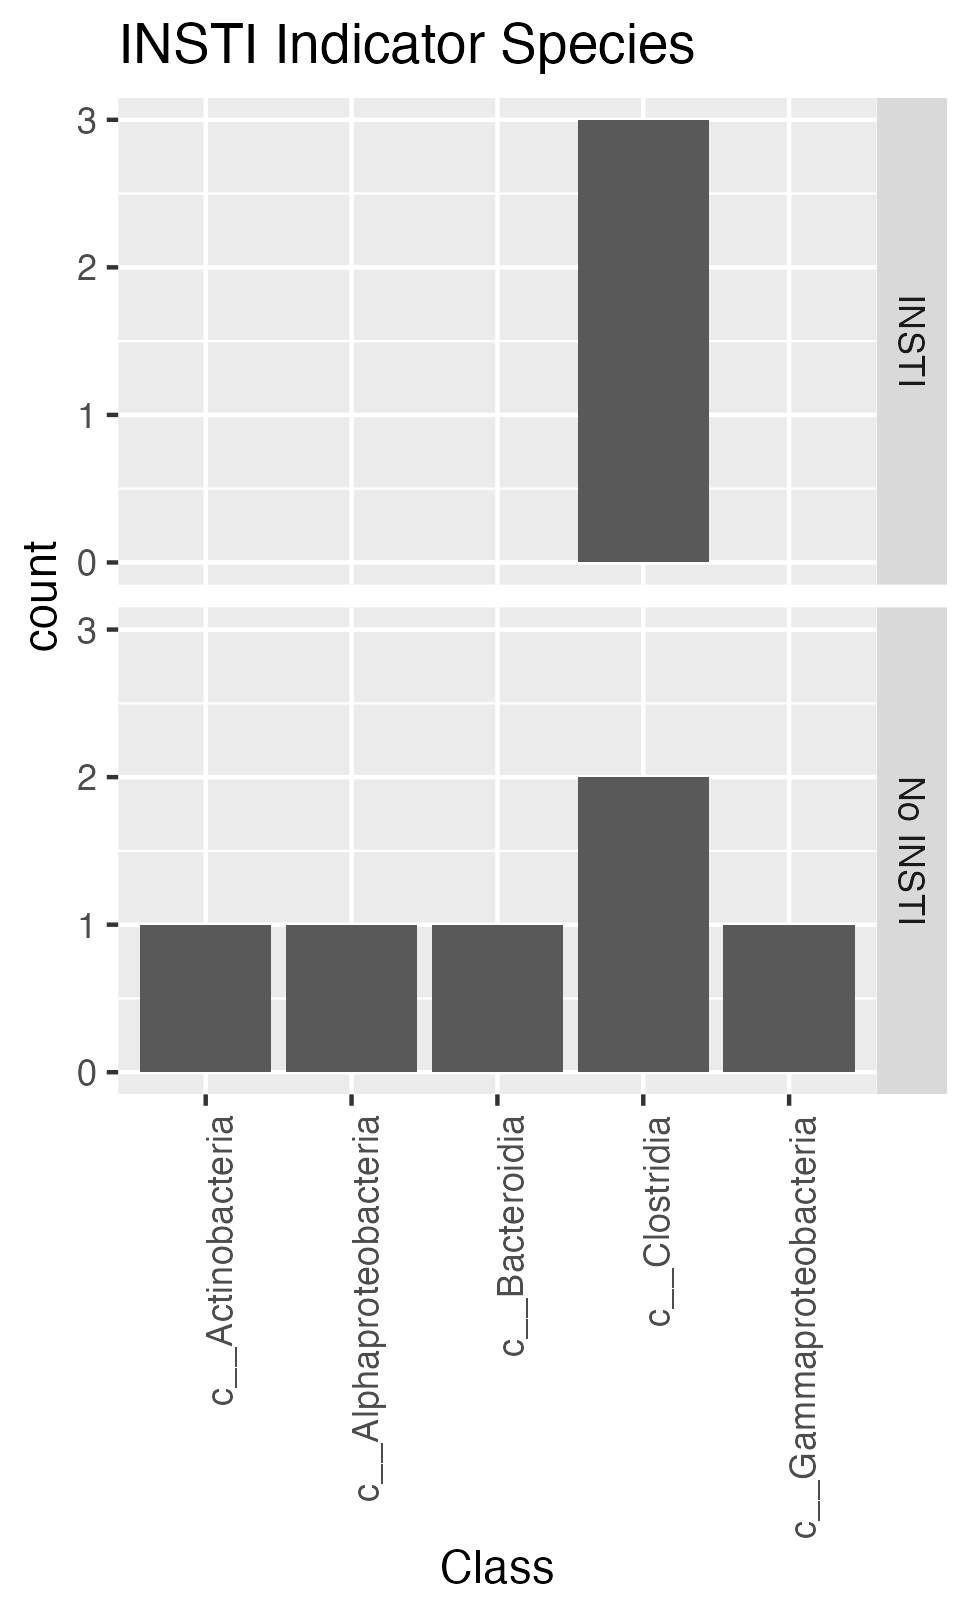 INSTI Indicator Species
count
3
2
1
0
INSTI
3
2
1
0
No INSTI
c__Actinobacteria
c__Alphaproteobacteria
c__Bacteroidia
c__Clostridia
c__Gammaproteobacteria
Class